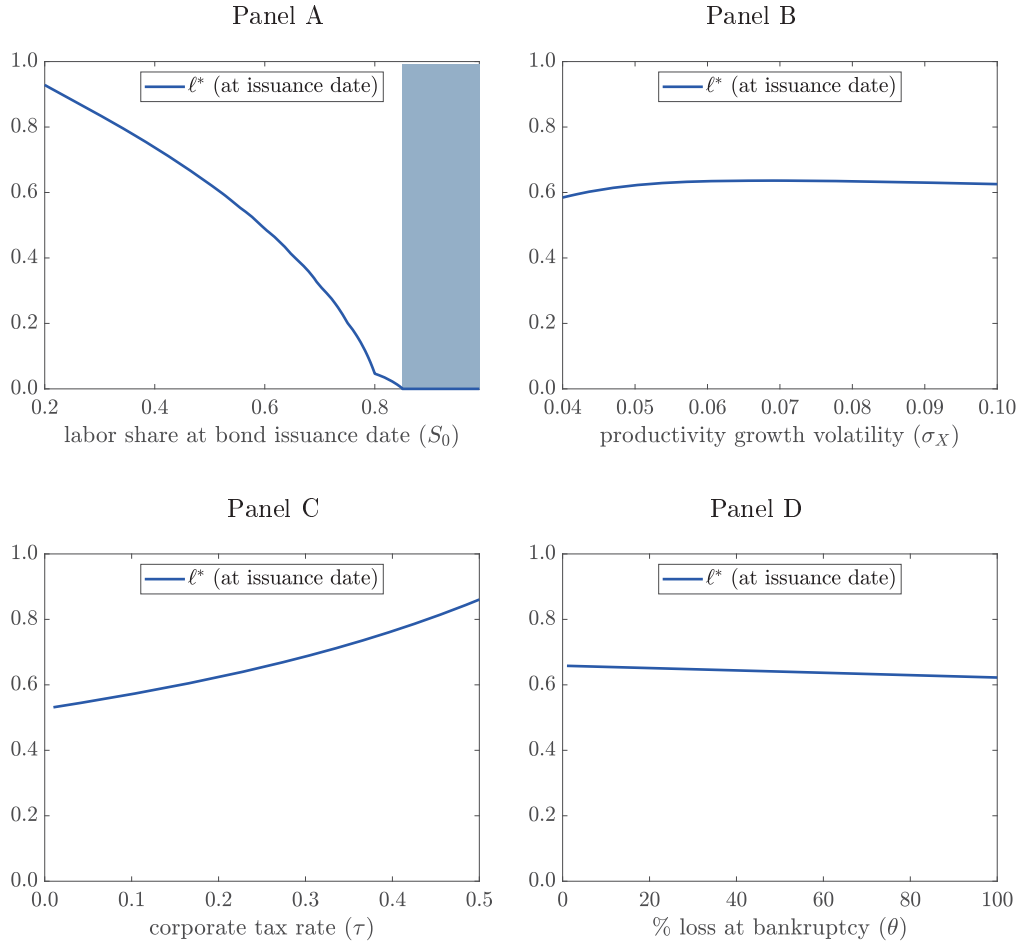 Panel A
1.0
0.8
0.6
0.4
0.2
0.0
ℓ* (at issuance date)
0.2 0.4 0.6 0.8
labor share at bond issuance date (S₀)
Panel B
1.0
0.8
0.6
0.4
0.2
0.0
ℓ* (at issuance date)
0.04 0.05 0.06 0.07 0.08 0.09 0.10
productivity growth volatility (σ_X)
Panel C
1.0
0.8
0.6
0.4
0.2
0.0
ℓ* (at issuance date)
0.0 0.1 0.2 0.3 0.4 0.5
corporate tax rate (τ)
Panel D
1.0
0.8
0.6
0.4
0.2
0.0
ℓ* (at issuance date)
0 20 40 60 80 100
% loss at bankruptcy (θ)